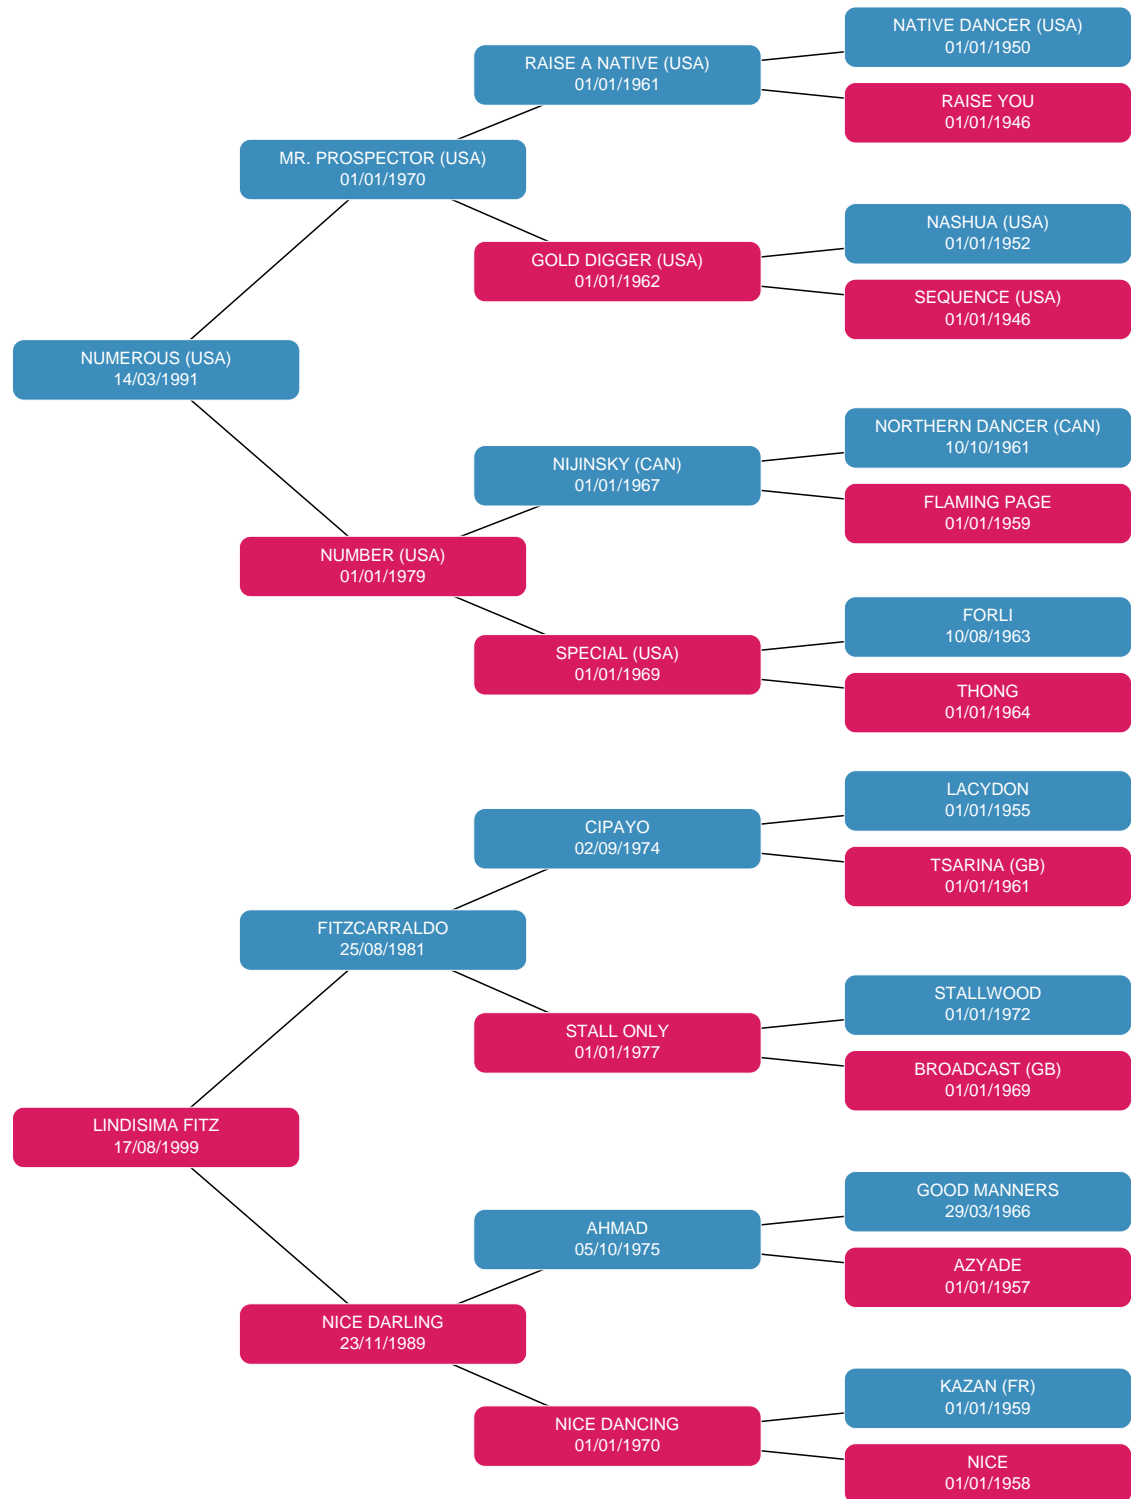 NATIVE DANCER (USA)
01/01/1950
RAISE A NATIVE (USA)
01/01/1961
RAISE YOU
01/01/1946
MR. PROSPECTOR (USA)
01/01/1970
NASHUA (USA)
01/01/1952
GOLD DIGGER (USA)
01/01/1962
SEQUENCE (USA)
01/01/1946
NUMEROUS (USA)
14/03/1991
NORTHERN DANCER (CAN)
10/10/1961
NIJINSKY (CAN)
01/01/1967
FLAMING PAGE
01/01/1959
NUMBER (USA)
01/01/1979
FORLI
10/08/1963
SPECIAL (USA)
01/01/1969
THONG
01/01/1964
LACYDON
01/01/1955
CIPAYO
02/09/1974
TSARINA (GB)
01/01/1961
FITZCARRALDO
25/08/1981
STALLWOOD
01/01/1972
STALL ONLY
01/01/1977
BROADCAST (GB)
01/01/1969
LINDISIMA FITZ
17/08/1999
GOOD MANNERS
29/03/1966
AHMAD
05/10/1975
AZYADE
01/01/1957
NICE DARLING
23/11/1989
KAZAN (FR)
01/01/1959
NICE DANCING
01/01/1970
NICE
01/01/1958